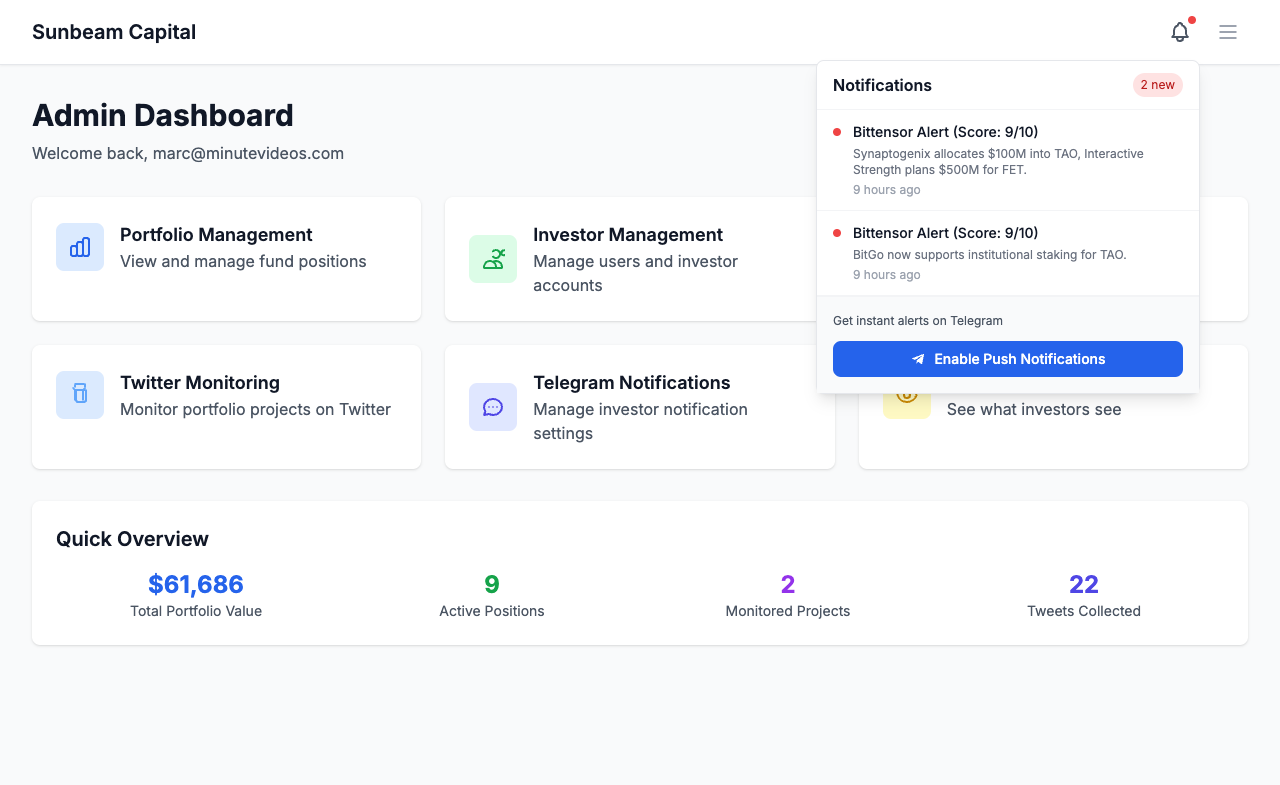 Sunbeam Capital
Notifications
2 new
Bittensor Alert (Score: 9/10)
Synaptogenix allocates $100M into TAO, Interactive
Strength plans $500M for FET.
9 hours ago
Bittensor Alert (Score: 9/10)
BitGo now supports institutional staking for TAO.
9 hours ago
Get instant alerts on Telegram
Enable Push Notifications
Admin Dashboard
Welcome back, marc@minutevideos.com
Portfolio Management
View and manage fund positions
Investor Management
Manage users and investor
accounts
Twitter Monitoring
Monitor portfolio projects on Twitter
Telegram Notifications
Manage investor notification
settings
See what investors see
Quick Overview
$61,686
Total Portfolio Value
9
Active Positions
2
Monitored Projects
22
Tweets Collected